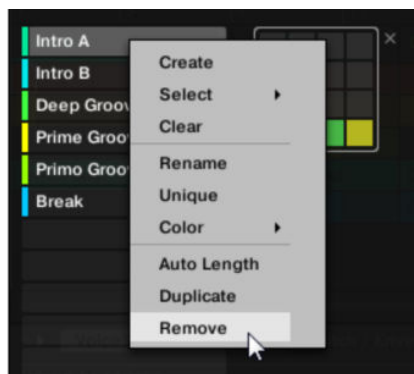 Intro A
Intro B
Deep Groov
Prime Groo
Primo Groo
Break
Create
Select
Clear
Rename
Unique
Color
Auto Length
Duplicate
Remove